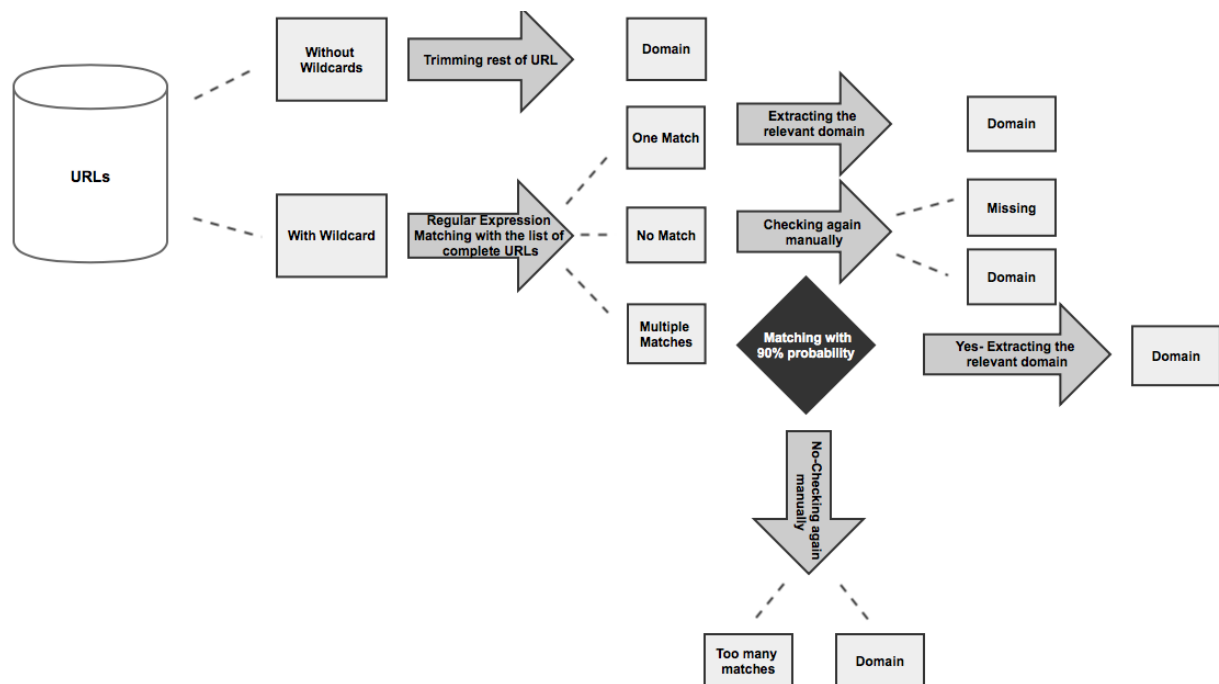 Without
Wildcards
Trimming rest of URL
Domain
URLs
One Match
Extracting the
relevant domain
Domain
With Wildcard
Regular Expression
Matching with the list of
complete URLs
No Match
Checking again
manually
Missing
Domain
Multiple
Matches
Matching with
90% probability
Yes- Extracting the
relevant domain
Domain
No-Checking again
manually
Too many
matches
Domain